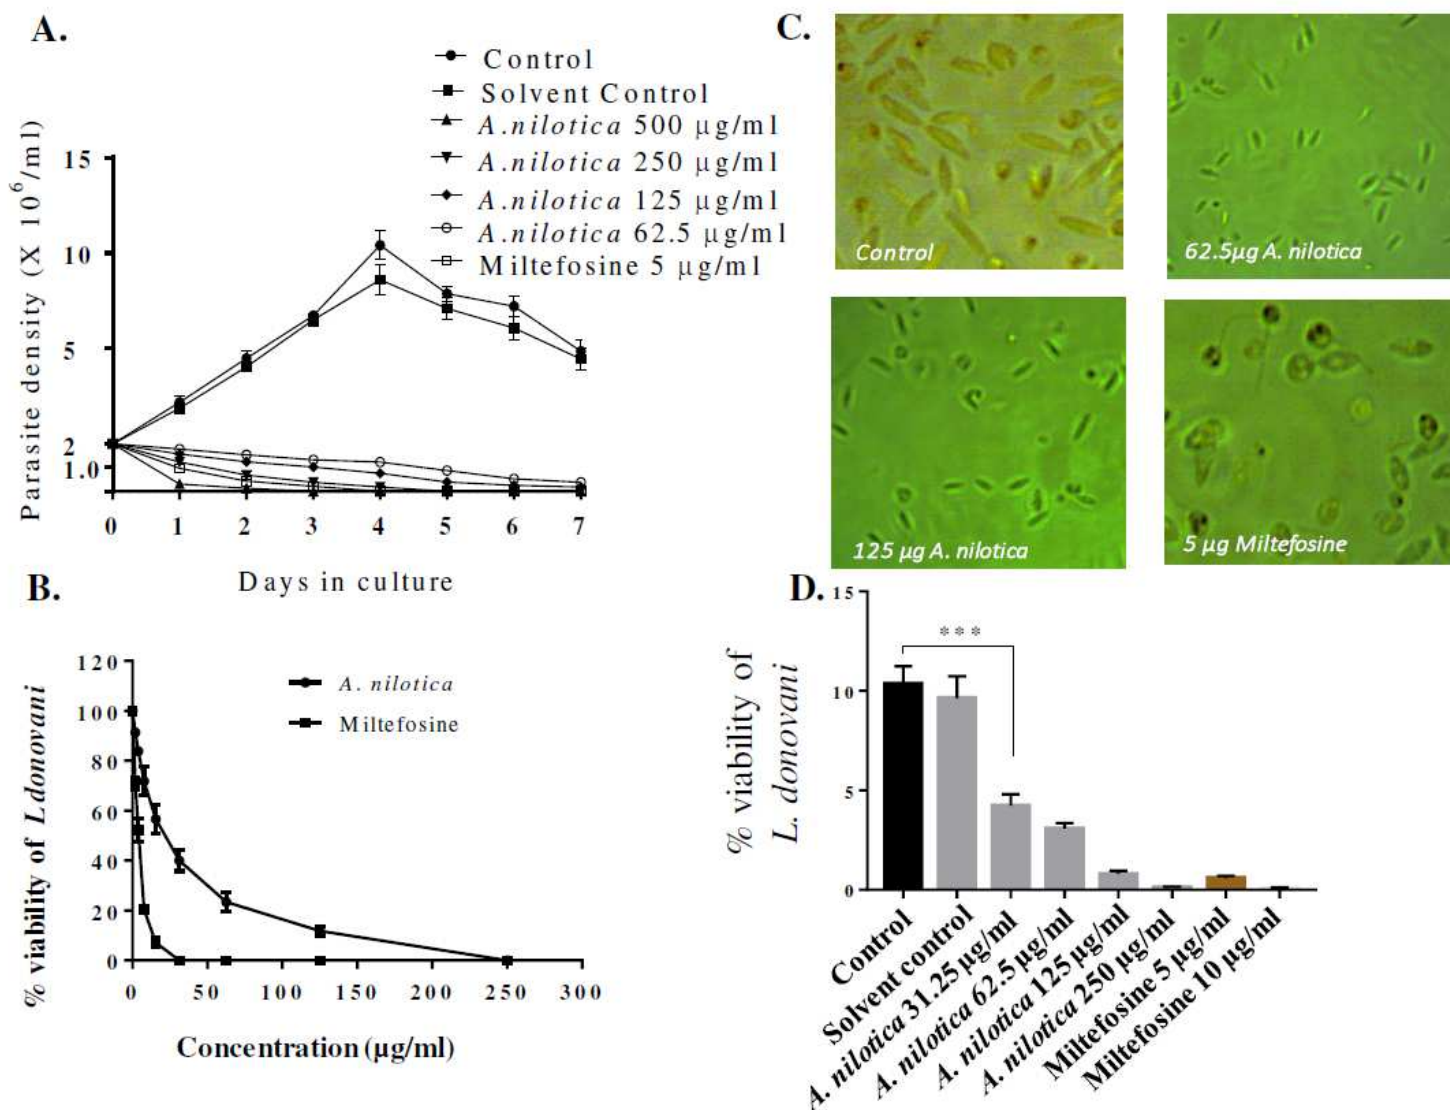 A.
Control
Solvent Control
A.nilotica 500 µg/ml
A.nilotica 250 µg/ml
A.nilotica 125 µg/ml
A.nilotica 62.5 µg/ml
Miltefosine 5 µg/ml
Parasite density (X 10⁶/ml)
15
10
5
2
1.0
0 1 2 3 4 5 6 7
Days in culture
C.
Control
62.5µg A. nilotica
125 µg A. nilotica
5 µg Miltefosine
B.
A. nilotica
Miltefosine
% viability of Ldonovani
120
100
80
60
40
20
0
0 50 100 150 200 250 300
Concentration (µg/ml)
D.
***
% viability of
L. donovani
15
10
5
0
Control
Solvent control
A. nilotica 31.25 µg/ml
A. nilotica 62.5 µg/ml
A. nilotica 125 µg/ml
A. nilotica 250 µg/ml
Miltefosine 5 µg/ml
Miltefosine 10 µg/ml